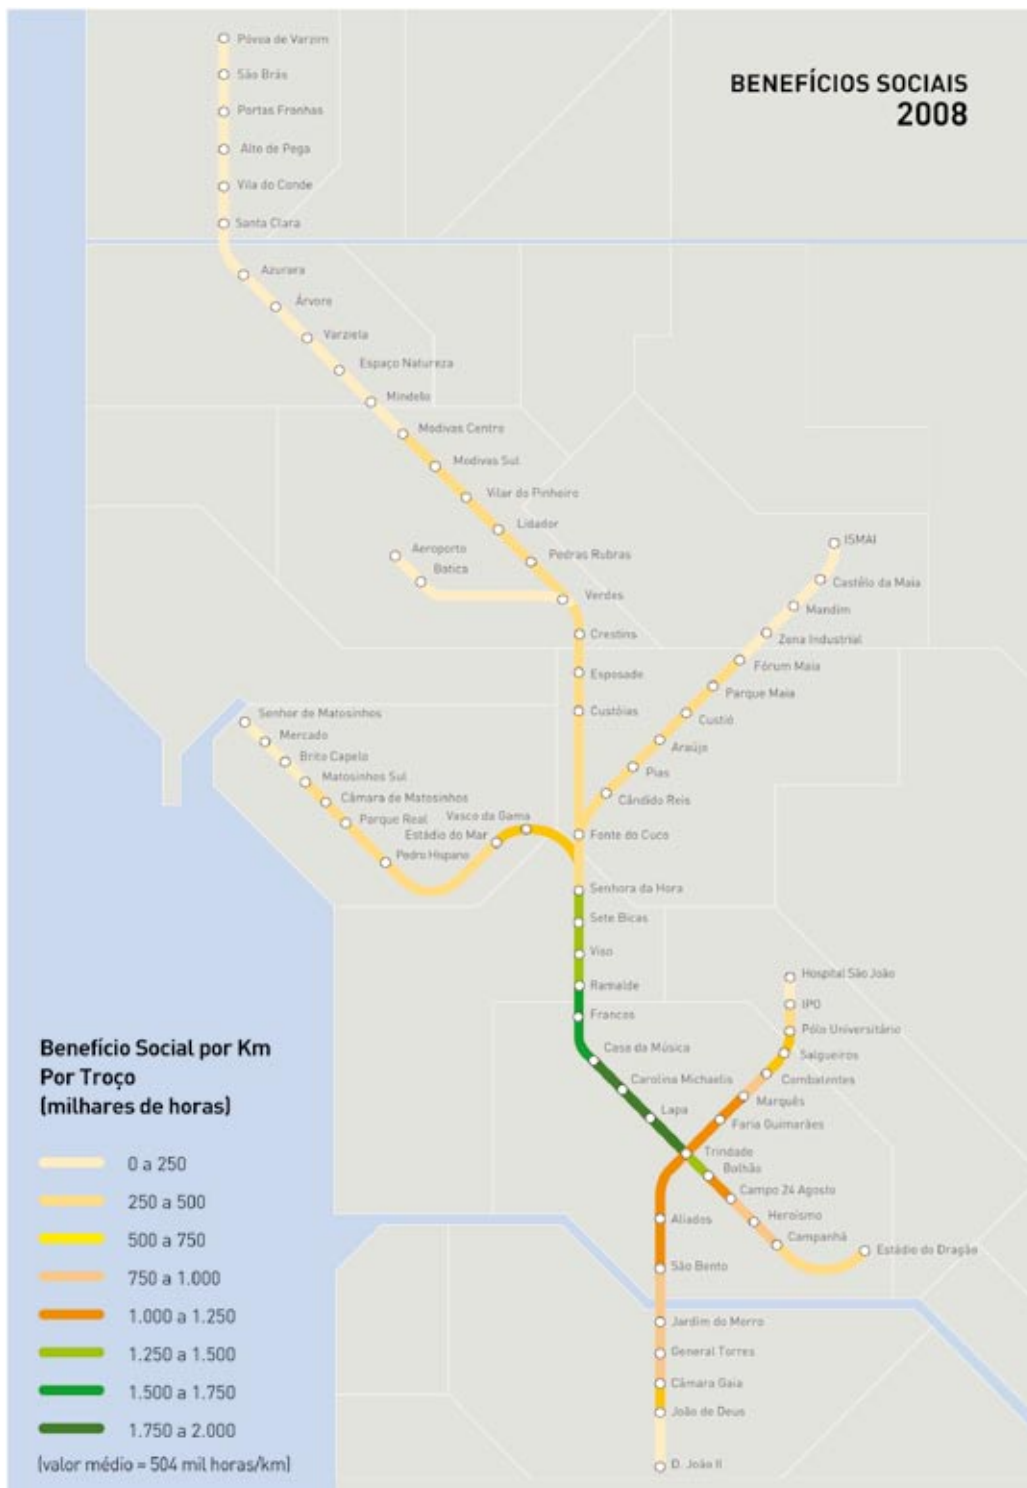 BENEFÍCIOS SOCIAIS
2008
Póvoa de Varzim
São Brás
Portas Fronhas
Alto de Pega
Vila do Conde
Santa Clara
Azurara
Árvore
Varziela
Espaço Natureza
Mindelo
Modivas Centro
Modivas Sul
Vilar do Pinheiro
Lidador
Pedras Rubras
Aeroporto
Botica
Verdes
Crestins
Esposade
Custóias
ISMAI
Castêlo da Maia
Mandim
Zona Industrial
Fórum Maia
Parque Maia
Custió
Araújo
Pias
Cândido Reis
Senhor de Matosinhos
Mercado
Brito Capelo
Matosinhos Sul
Câmara de Matosinhos
Parque Real
Pedro Hispano
Estádio do Mar
Vasco da Gama
Fonte do Cuco
Senhora da Hora
Sete Bicas
Viso
Ramalde
Francos
Casa da Música
Carolina Michaelis
Lapa
Hospital São João
IPO
Pólo Universitário
Salgueiros
Combatentes
Marquês
Faria Guimarães
Trindade
Bolhão
Campo 24 Agosto
Heroísmo
Campanhã
Estádio do Dragão
Aliados
São Bento
Jardim do Morro
General Torres
Câmara Gaia
João de Deus
D. João II
Benefício Social por Km
Por Troço
(milhares de horas)
0 a 250
250 a 500
500 a 750
750 a 1.000
1.000 a 1.250
1.250 a 1.500
1.500 a 1.750
1.750 a 2.000
(valor médio = 504 mil horas/km)